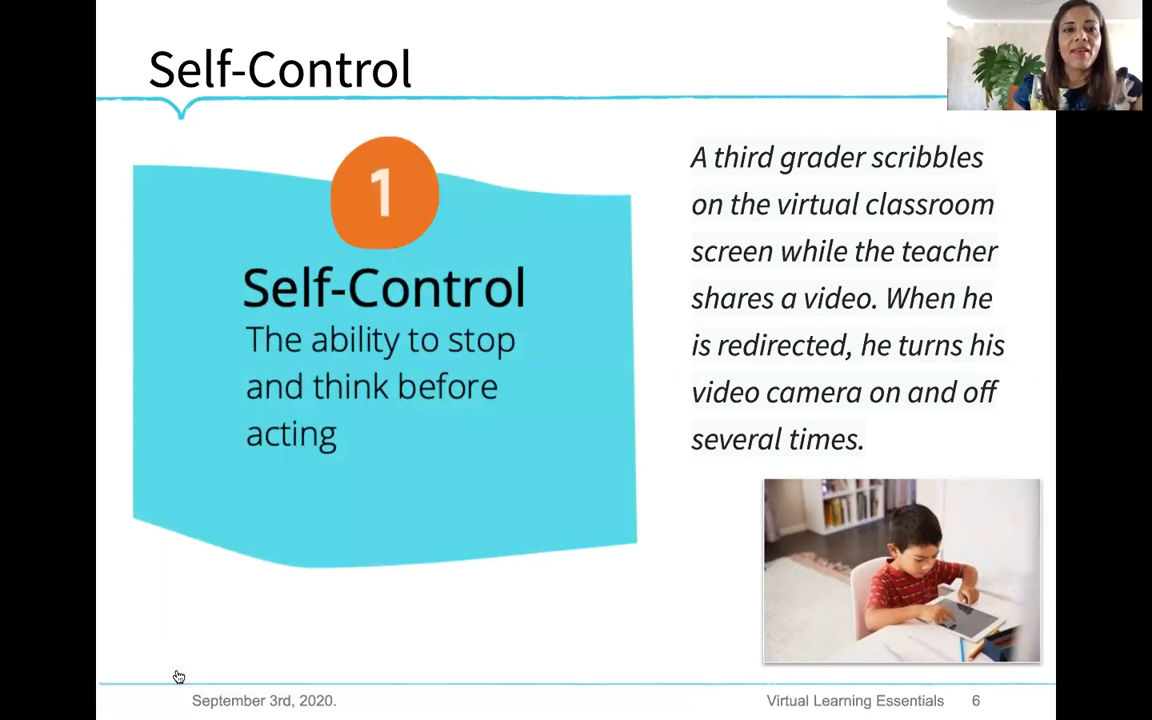 Self-Control
1
Self-Control
The ability to stop
and think before
acting
A third grader scribbles
on the virtual classroom
screen while the teacher
shares a video. When he
is redirected, he turns his
video camera on and off
several times.
September 3rd, 2020.
Virtual Learning Essentials 6